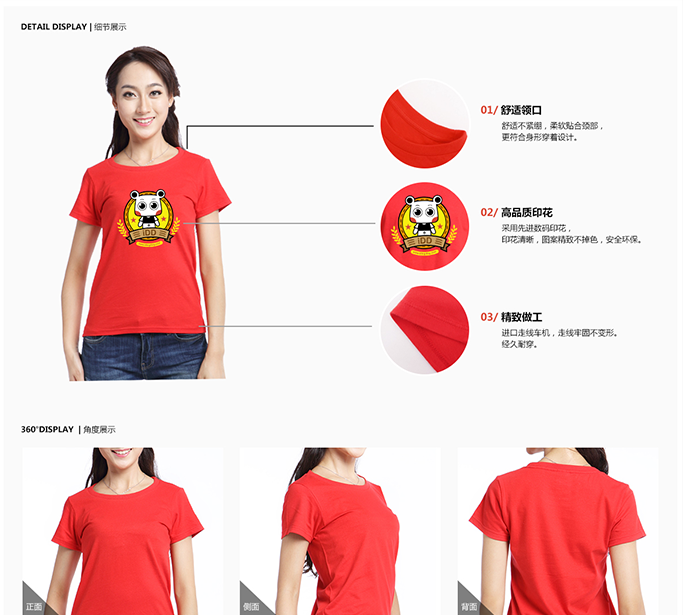 DETAIL DISPLAY | 细节展示
01/ 舒适领口
舒适不紧绷，柔软贴合颈部，
更符合身形穿着设计。
IDD
02/ 高品质印花
采用先进数码印花，
印花清晰，图案精致不掉色，安全环保。
IDD
03/ 精致做工
进口走线车机，走线牢固不变形。
经久耐穿。
360°DISPLAY | 角度展示
正面
侧面
背面